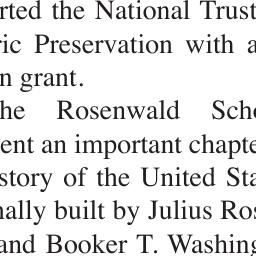 rted the National Trust
ric Preservation with a
n grant.
he Rosenwald Scho
ent an important chapte
story of the United Sta
nally built by Julius Ros
and Booker T. Washing